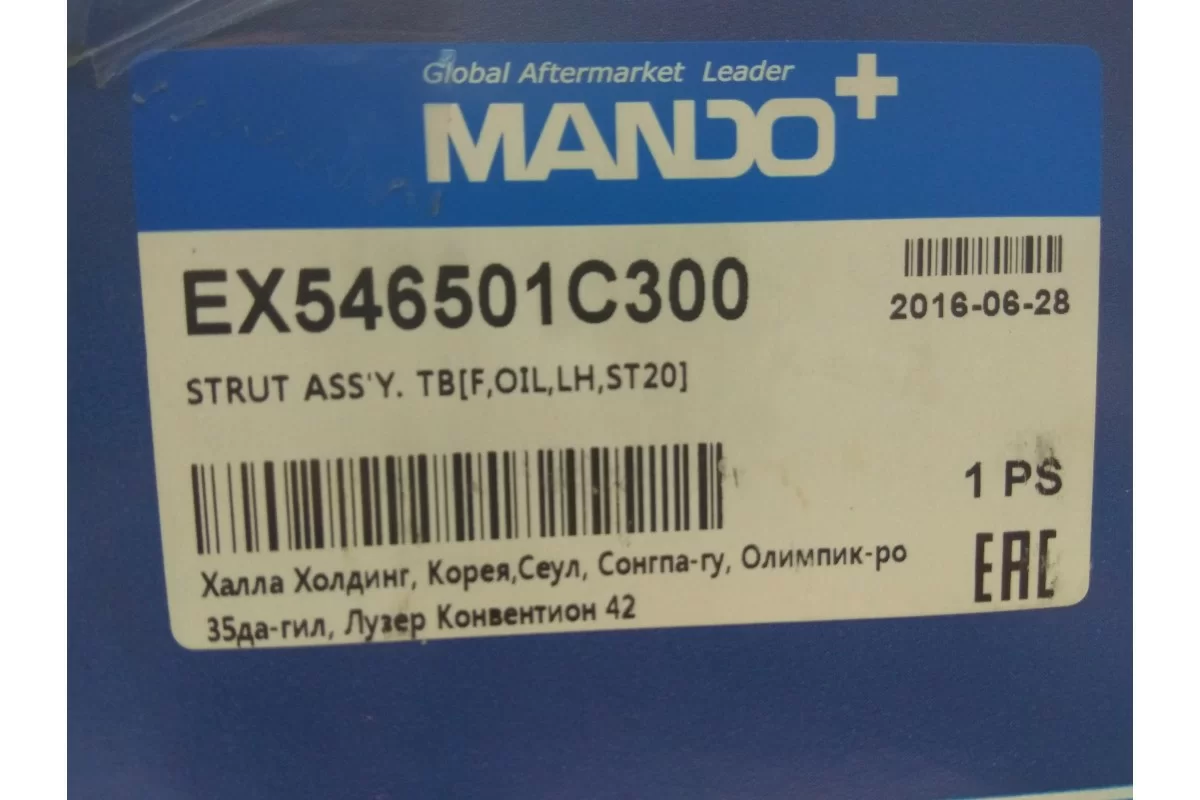 Global Aftermarket Leader
MANDO+
EX546501C300
2016-06-28
STRUT ASS'Y. TB[F,OIL,LH,ST20]
1 PS
Халла Холдинг, Корея,Сеул, Сонгпа-гу, Олимпик-ро
35да-гил, Лузер Конвентион 42
EAC